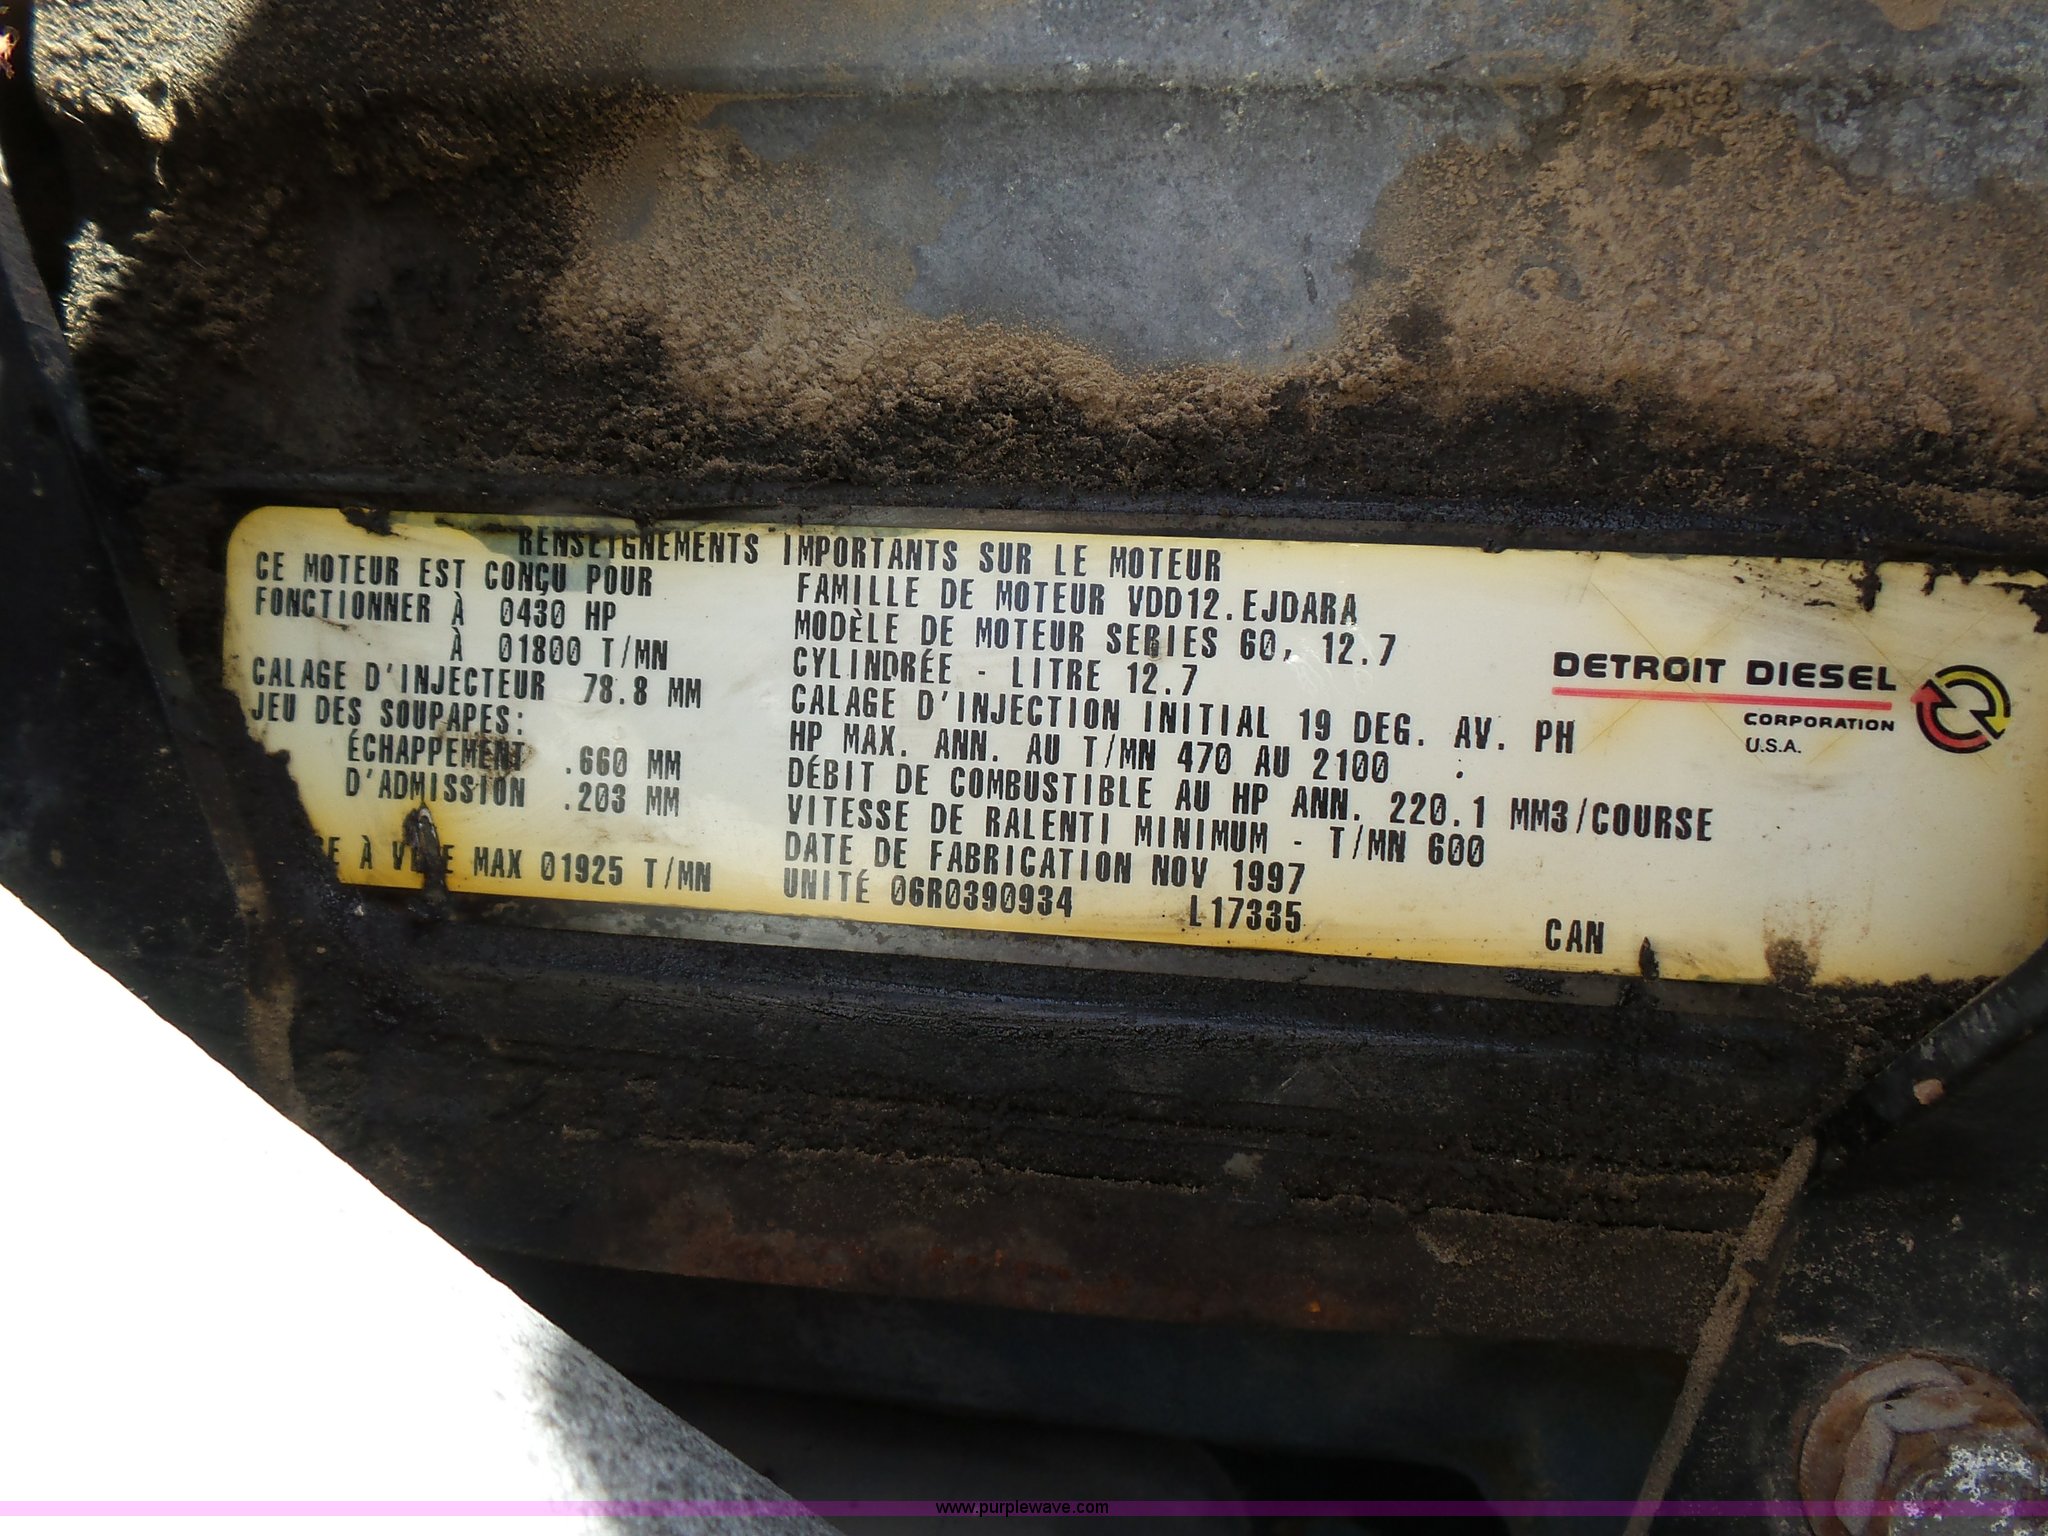 RENSEIGNEMENTS IMPORTANTS SUR LE MOTEUR
CE MOTEUR EST CONÇU POUR
FONCTIONNER À 0430 HP
À 01800 T/MN
CALAGE D'INJECTEUR 78.8 MM
JEU DES SOUPAPES:
ÉCHAPPEMENT .660 MM
D'ADMISSION .203 MM
À MAX 01925 T/MN
FAMILLE DE MOTEUR VDD12.EJDARA
MODÈLE DE MOTEUR SERIES 60, 12.7
CYLINDRÉE - LITRE 12.7
CALAGE D'INJECTION INITIAL 19 DEG. AV. PH
HP MAX. ANN. AU T/MN 470 AU 2100
DÉBIT DE COMBUSTIBLE AU HP ANN. 220.1 MM3/COURSE
VITESSE DE RALENTI MINIMUM - T/MN 600
DATE DE FABRICATION NOV 1997
UNITÉ 06R0390934 L17335
CAN
DETROIT DIESEL
CORPORATION
U.S.A.
www.purplewave.com